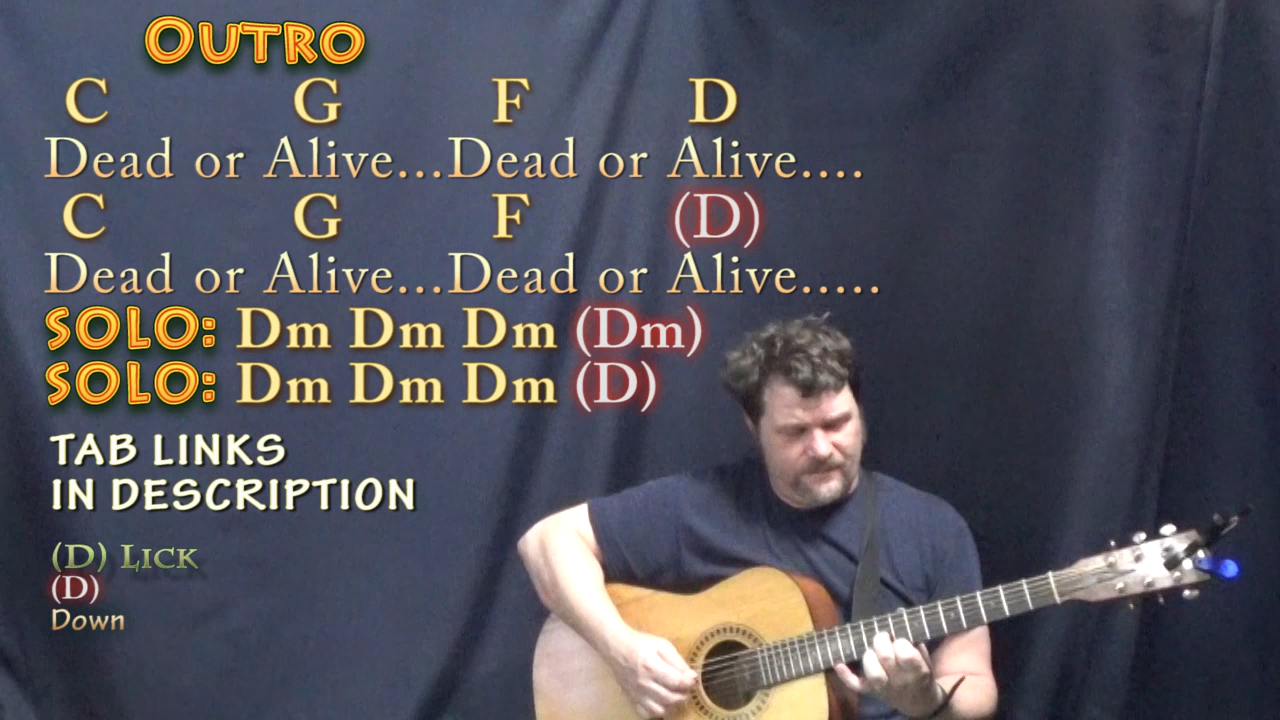 OUTRO
C G F D
Dead or Alive...Dead or Alive....
C G F (D)
Dead or Alive...Dead or Alive.....
SOLO: Dm Dm Dm (Dm)
SOLO: Dm Dm Dm (D)
TAB LINKS
IN DESCRIPTION
(D) LICK
(D)
Down